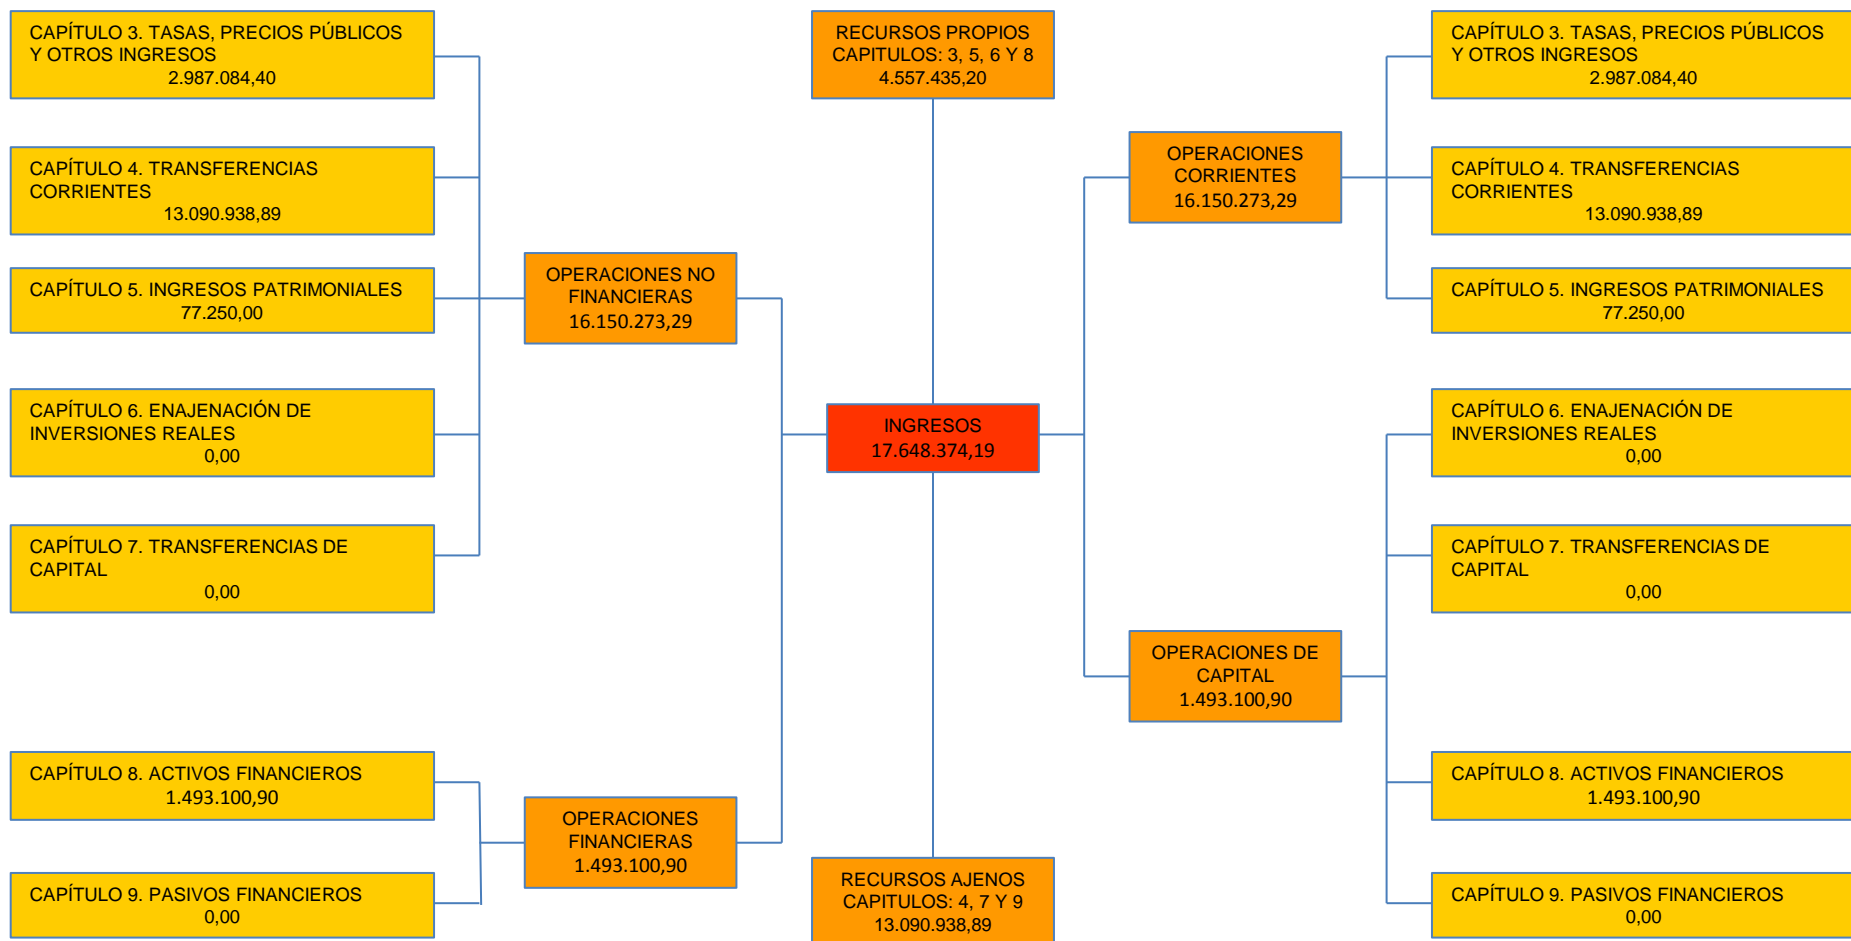 CAPÍTULO 3. TASAS, PRECIOS PÚBLICOS
Y OTROS INGRESOS
2.987.084,40
CAPÍTULO 4. TRANSFERENCIAS
CORRIENTES
13.090.938,89
CAPÍTULO 5. INGRESOS PATRIMONIALES
77.250,00
CAPÍTULO 6. ENAJENACIÓN DE
INVERSIONES REALES
0,00
CAPÍTULO 7. TRANSFERENCIAS DE
CAPITAL
0,00
CAPÍTULO 8. ACTIVOS FINANCIEROS
1.493.100,90
CAPÍTULO 9. PASIVOS FINANCIEROS
0,00
OPERACIONES NO
FINANCIERAS
16.150.273,29
OPERACIONES
FINANCIERAS
1.493.100,90
RECURSOS PROPIOS
CAPITULOS: 3, 5, 6 Y 8
4.557.435,20
INGRESOS
17.648.374,19
RECURSOS AJENOS
CAPITULOS: 4, 7 Y 9
13.090.938,89
OPERACIONES
CORRIENTES
16.150.273,29
OPERACIONES DE
CAPITAL
1.493.100,90
CAPÍTULO 3. TASAS, PRECIOS PÚBLICOS
Y OTROS INGRESOS
2.987.084,40
CAPÍTULO 4. TRANSFERENCIAS
CORRIENTES
13.090.938,89
CAPÍTULO 5. INGRESOS PATRIMONIALES
77.250,00
CAPÍTULO 6. ENAJENACIÓN DE
INVERSIONES REALES
0,00
CAPÍTULO 7. TRANSFERENCIAS DE
CAPITAL
0,00
CAPÍTULO 8. ACTIVOS FINANCIEROS
1.493.100,90
CAPÍTULO 9. PASIVOS FINANCIEROS
0,00